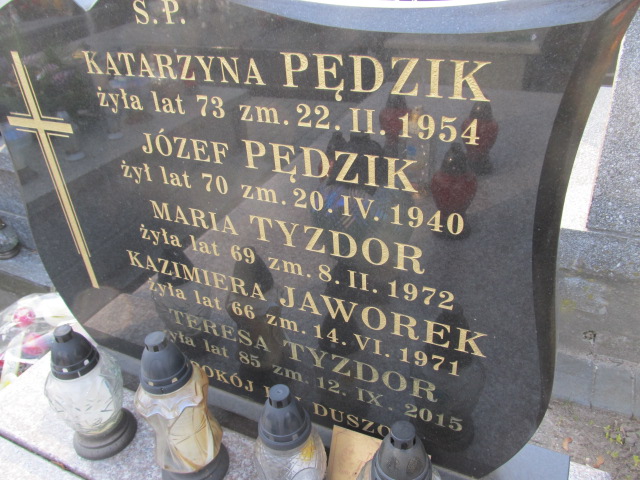 Ś.P.
KATARZYNA PĘDZIK
żyła lat 73 zm. 22. II. 1954
JÓZEF PĘDZIK
żył lat 70 zm. 20. IV. 1940
MARIA TYZDOR
żyła lat 69 zm. 8. II. 1972
KAZIMIERA JAWOREK
żyła lat 66 zm. 14. VI. 1971
TERESA TYZDOR
żyła lat 85 zm. 12. IX. 2015
POKÓJ